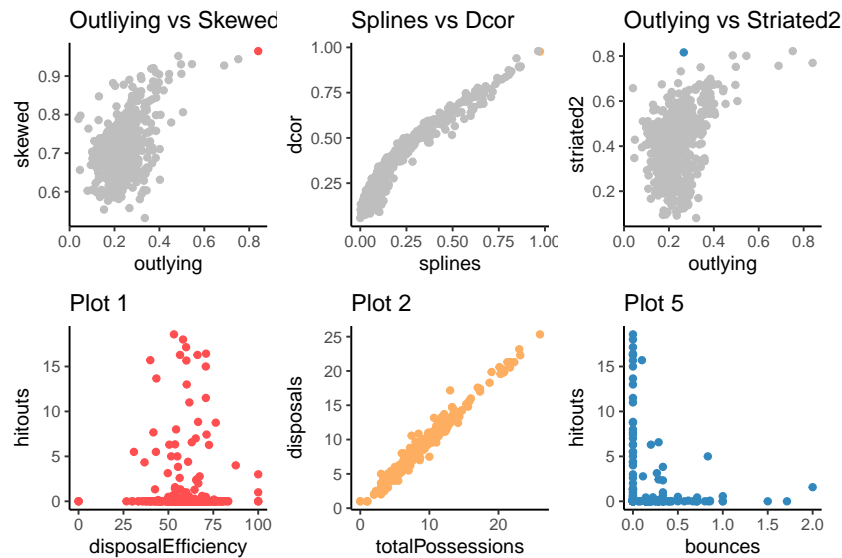 Outliying vs Skewed
skewed
0.9
0.8
0.7
0.6
0.0 0.2 0.4 0.6 0.8
outlying
Splines vs Dcor
dcor
1.00
0.75
0.50
0.25
0.00 0.25 0.50 0.75 1.00
splines
Outlying vs Striated2
striated2
0.8
0.6
0.4
0.2
0.0 0.2 0.4 0.6 0.8
outlying
Plot 1
hitouts
15
10
5
0
0 25 50 75 100
disposalEfficiency
Plot 2
disposals
25
20
15
10
5
0
0 10 20
totalPossessions
Plot 5
hitouts
15
10
5
0
0.0 0.5 1.0 1.5 2.0
bounces